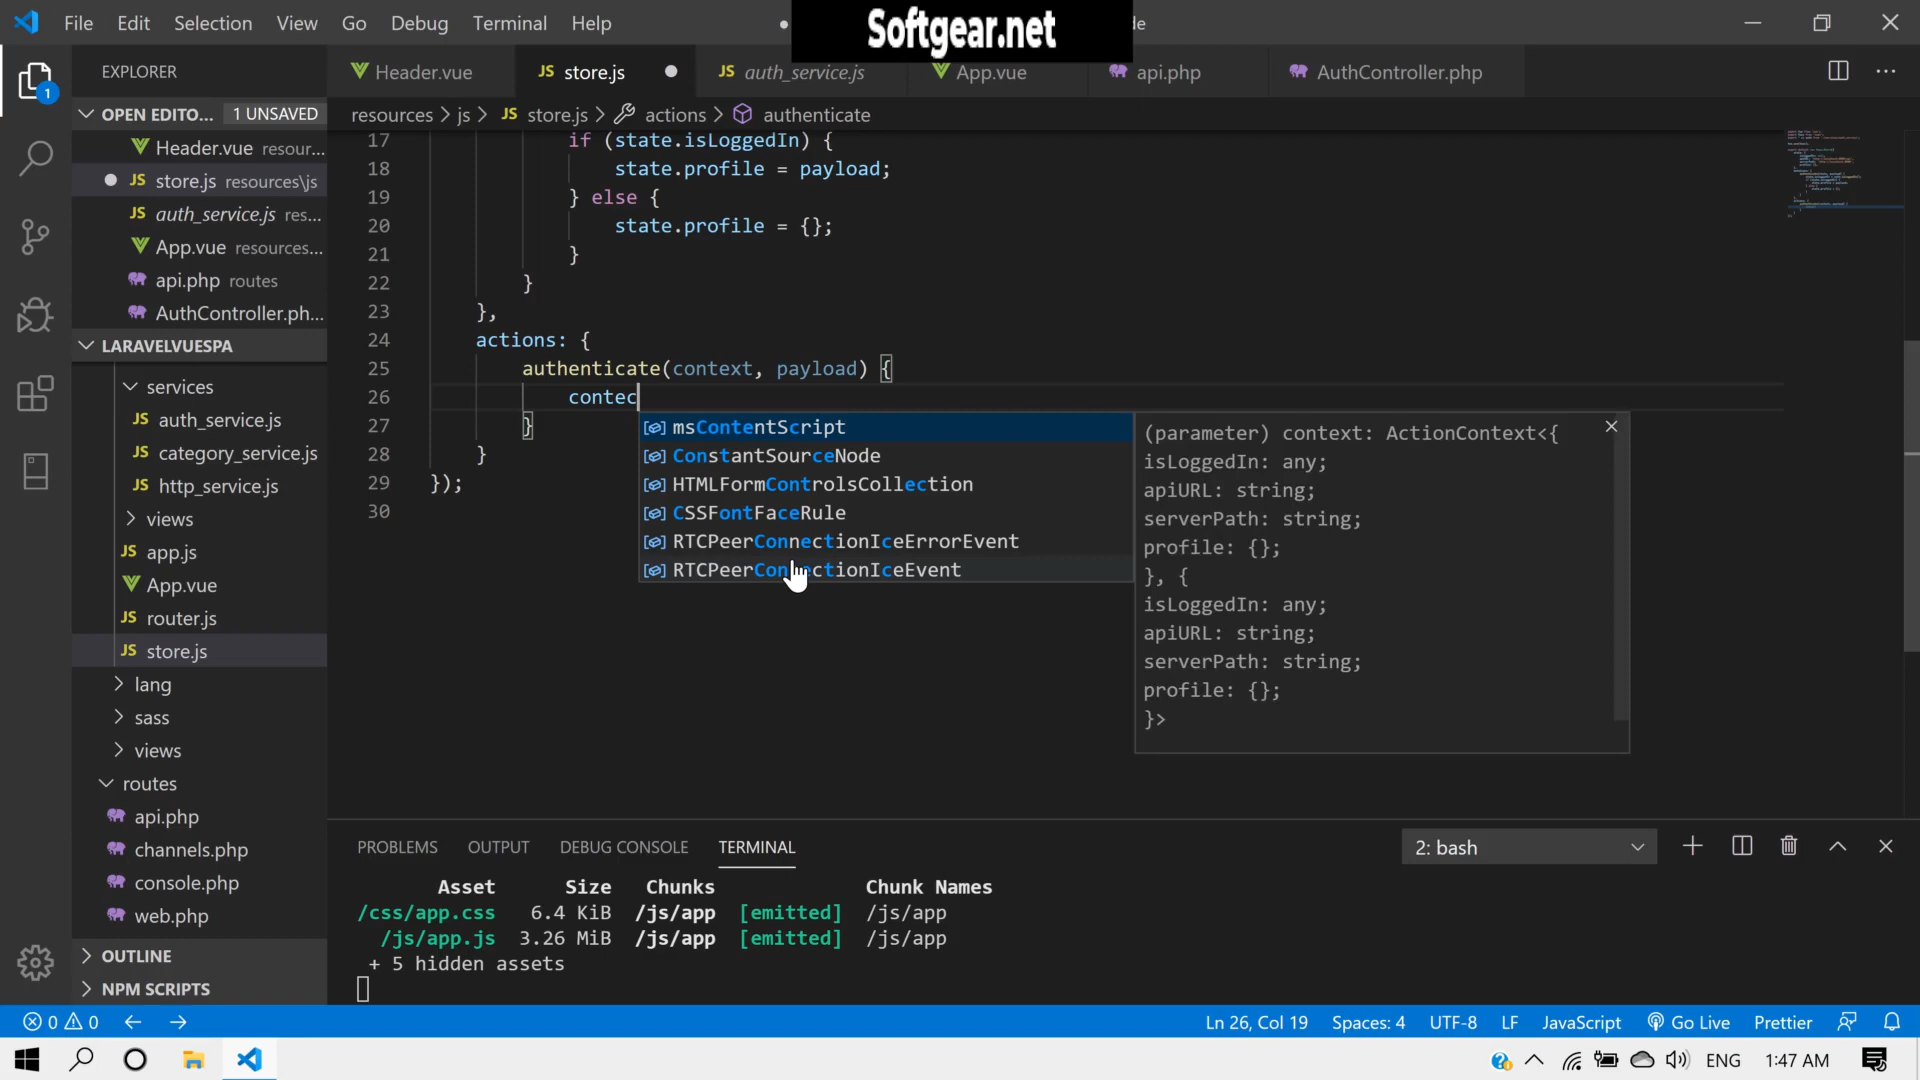 File Edit Selection View Go Debug Terminal Help
Softgear.net
de
EXPLORER
Header.vue
store.js
auth_service.js
App.vue
api.php
AuthController.php
OPEN EDITO... 1 UNSAVED
resources > js > JS store.js > actions > authenticate
Header.vue resour...
JS store.js resources\js
JS auth_service.js res...
App.vue resources...
api.php routes
AuthController.ph...
LARAVELVUESPA
services
JS auth_service.js
JS category_service.js
JS http_service.js
views
JS app.js
App.vue
JS router.js
JS store.js
lang
sass
views
routes
api.php
channels.php
console.php
web.php
OUTLINE
NPM SCRIPTS
17 if (state.isLoggedIn) {
18 state.profile = payload;
19 } else {
20 state.profile = {};
21 }
22 }
23 },
24 actions: {
25 authenticate(context, payload) {
26 contec
27 }
28 }
29 });
30
msContentScript
ConstantSourceNode
HTMLFormControlsCollection
CSSFontFaceRule
RTCPeerConnectionIceErrorEvent
RTCPeerConnectionIceEvent
(parameter) context: ActionContext<{
isLoggedIn: any;
apiURL: string;
serverPath: string;
profile: {};
}, {
isLoggedIn: any;
apiURL: string;
serverPath: string;
profile: {};
}>
PROBLEMS OUTPUT DEBUG CONSOLE TERMINAL
2: bash
Asset Size Chunks Chunk Names
/css/app.css 6.4 KiB /js/app [emitted] /js/app
/js/app.js 3.26 MiB /js/app [emitted] /js/app
+ 5 hidden assets
0 0
Ln 26, Col 19 Spaces: 4 UTF-8 LF JavaScript Go Live Prettier
ENG 1:47 AM